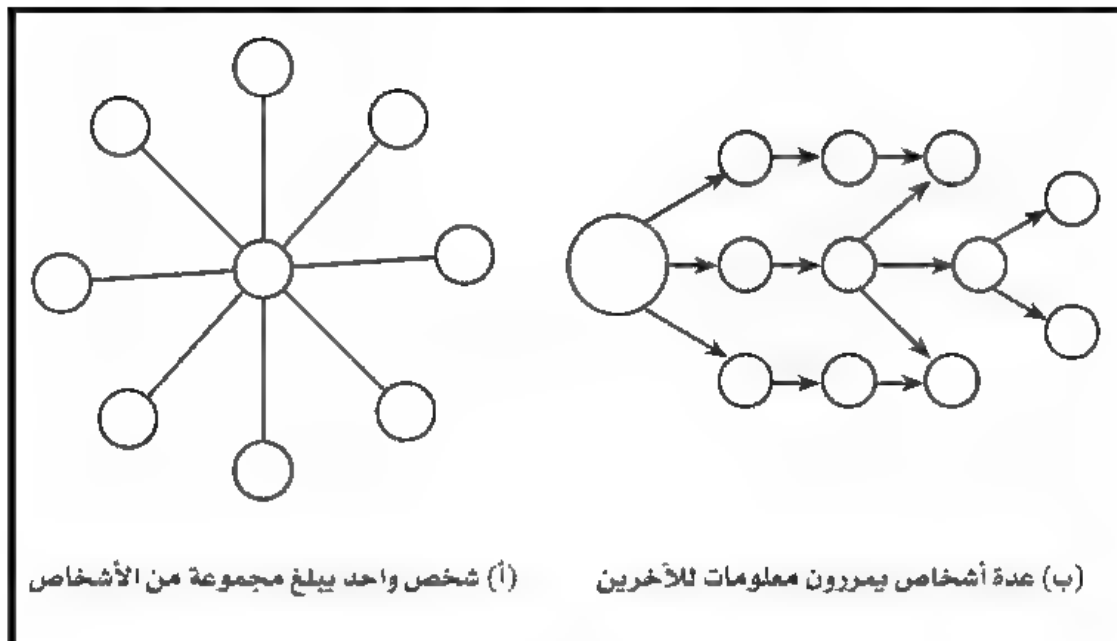 (أ) شخص واحد يبلغ مجموعة من الأشخاص
(ب) عدة أشخاص يمررون معلومات للآخرين